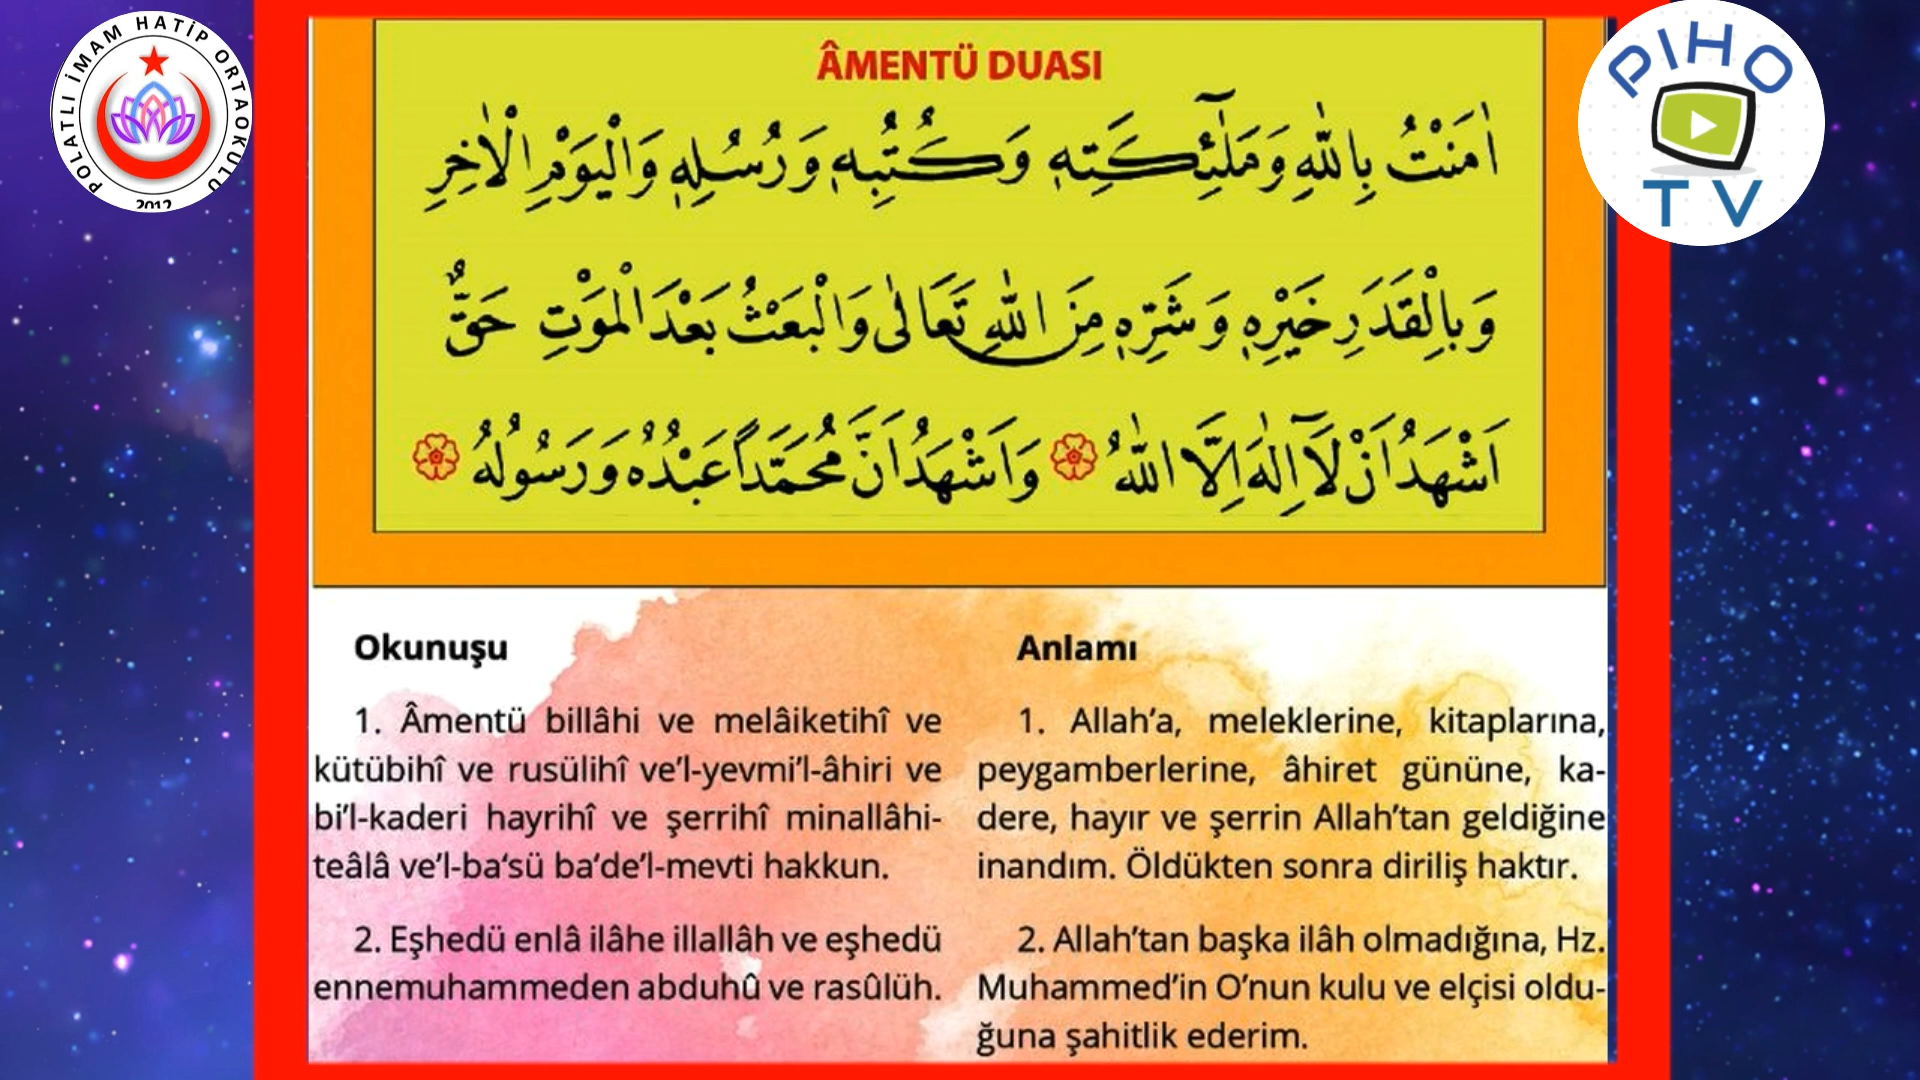 POLATLI İMAM HATİP ORTAOKULU
2012
PIHO
TV
ÂMENTÜ DUASI
اٰمَنْتُ بِاللّٰهِ وَمَلٰٓئِكَتِه۪ وَكُتُبِه۪ وَرُسُلِه۪ وَالْيَوْمِ الْاٰخِرِ
وَبِالْقَدَرِ خَيْرِه۪ وَشَرِّه۪ مِنَ اللّٰهِ تَعَالٰى وَالْبَعْثُ بَعْدَ الْمَوْتِ حَقٌّ
اَشْهَدُ اَنْ لَٓا اِلٰهَ اِلَّا اللّٰهُ وَاَشْهَدُ اَنَّ مُحَمَّدًا عَبْدُهُ وَرَسُولُهُ
Okunuşu
1. Âmentü billâhi ve melâiketihî ve
kütübihî ve rusülihî ve’l-yevmi’l-âhiri ve
bi’l-kaderi hayrihî ve şerrihî minallâhi-
teâlâ ve’l-ba‘sü ba‘de’l-mevti hakkun.
2. Eşhedü enlâ ilâhe illallâh ve eşhedü
ennemuhammeden abduhû ve rasûlüh.
Anlamı
1. Allah’a, meleklerine, kitaplarına,
peygamberlerine, âhiret gününe, ka-
dere, hayır ve şerrin Allah’tan geldiğine
inandım. Öldükten sonra diriliş haktır.
2. Allah’tan başka ilâh olmadığına, Hz.
Muhammed’in O’nun kulu ve elçisi oldu-
ğuna şahitlik ederim.